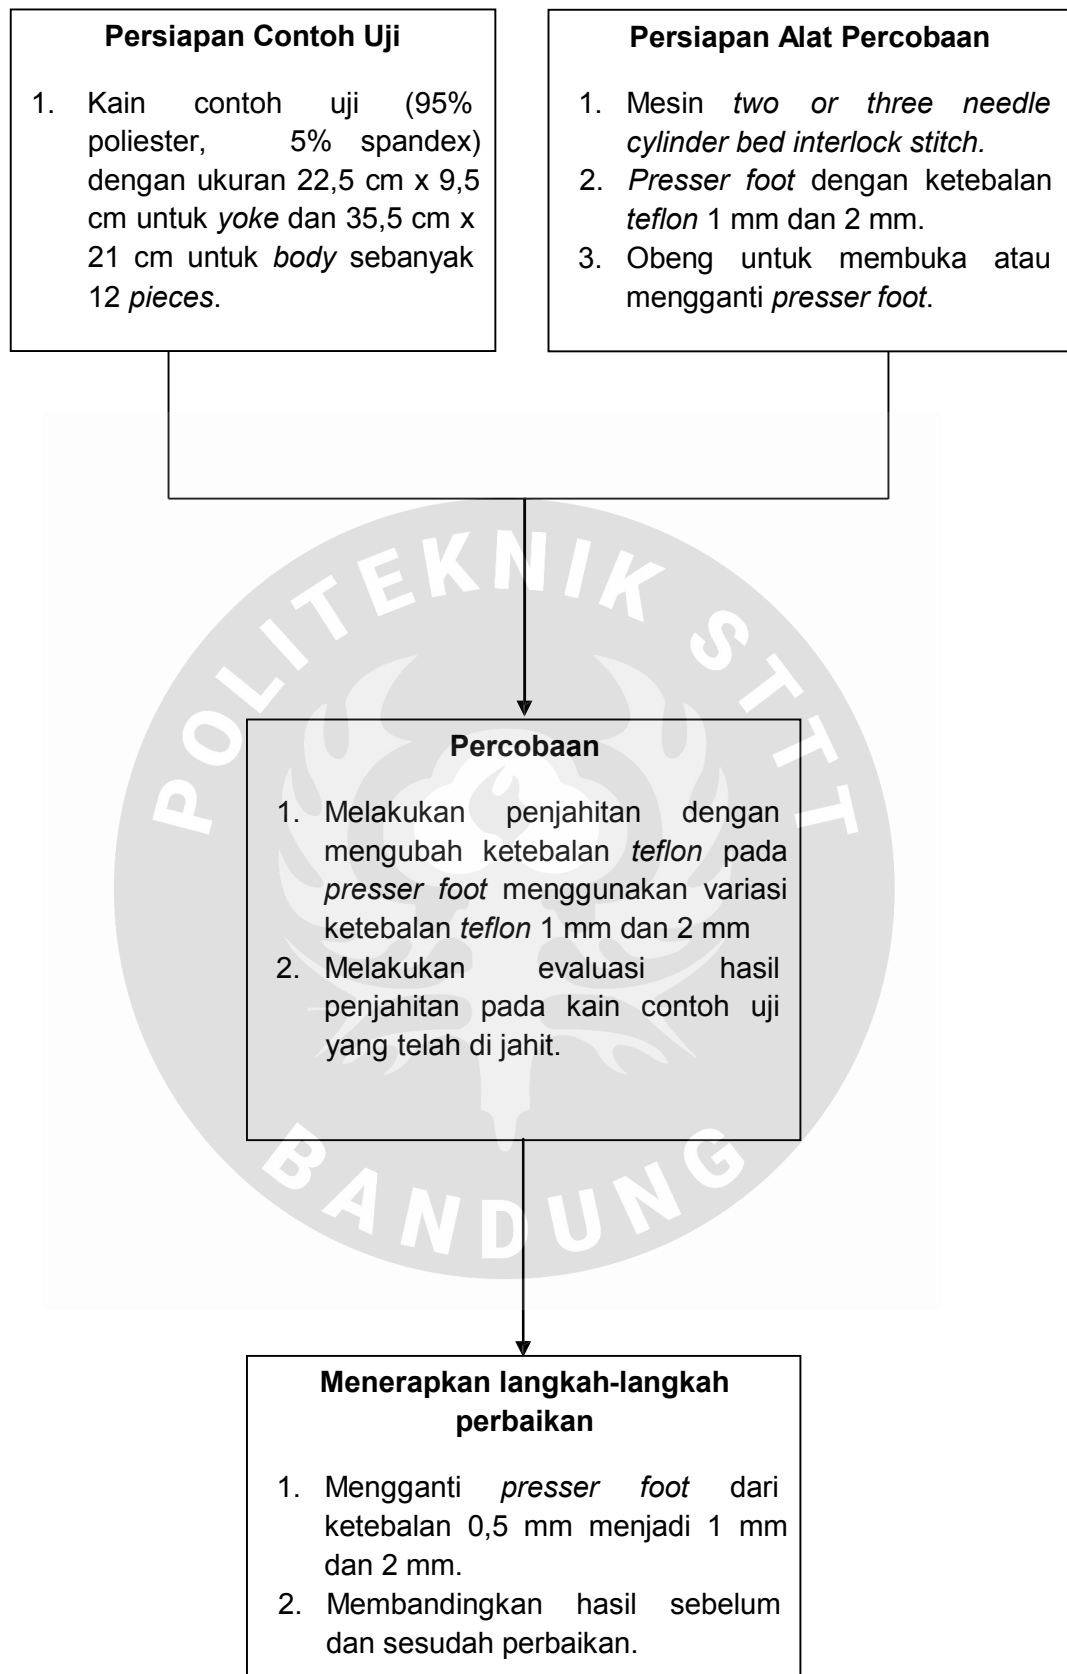 Persiapan Contoh Uji
1. Kain contoh uji (95%
poliester, 5% spandex)
dengan ukuran 22,5 cm x 9,5
cm untuk yoke dan 35,5 cm x
21 cm untuk body sebanyak
12 pieces.
Persiapan Alat Percobaan
1. Mesin two or three needle
cylinder bed interlock stitch.
2. Presser foot dengan ketebalan
teflon 1 mm dan 2 mm.
3. Obeng untuk membuka atau
mengganti presser foot.
POLITEKNIK STTT
Percobaan
1. Melakukan penjahitan dengan
mengubah ketebalan teflon pada
presser foot menggunakan variasi
ketebalan teflon 1 mm dan 2 mm
2. Melakukan evaluasi hasil
penjahitan pada kain contoh uji
yang telah di jahit.
BANDUNG
Menerapkan langkah-langkah
perbaikan
1. Mengganti presser foot dari
ketebalan 0,5 mm menjadi 1 mm
dan 2 mm.
2. Membandingkan hasil sebelum
dan sesudah perbaikan.